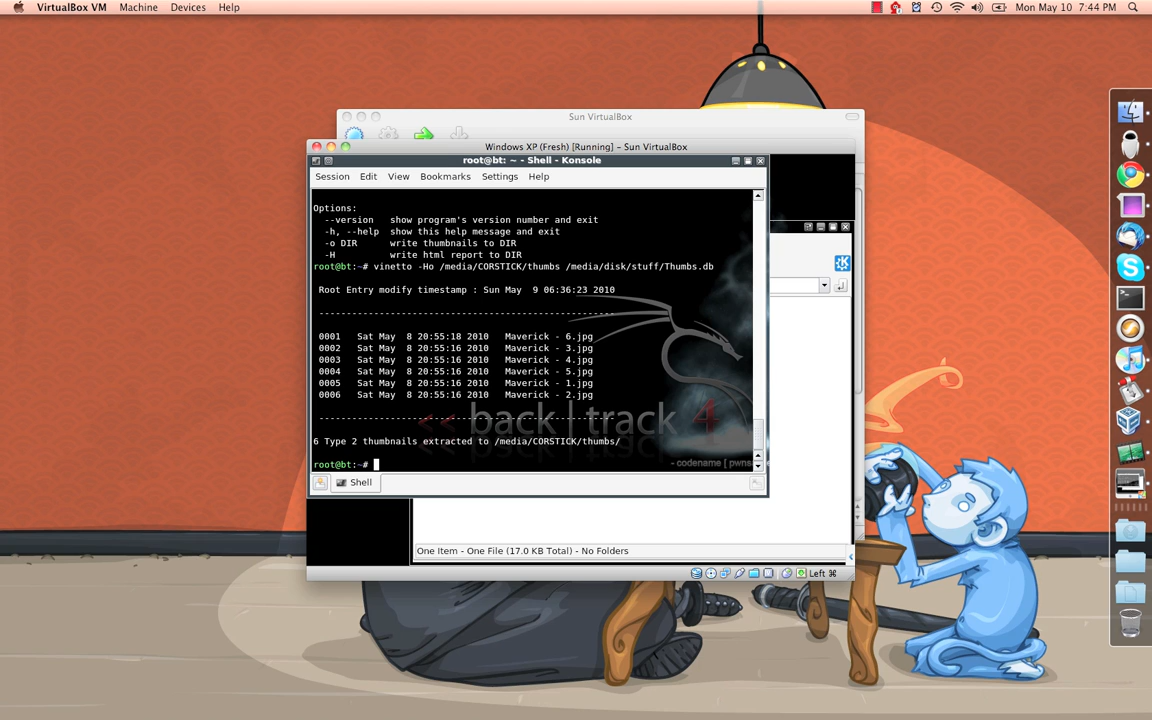 VirtualBox VM Machine Devices Help
Mon May 10 7:44 PM
Sun VirtualBox
Windows XP (Fresh) [Running] – Sun VirtualBox
root@bt: ~ - Shell - Konsole
Session Edit View Bookmarks Settings Help
Options:
--version show program's version number and exit
-h, --help show this help message and exit
-o DIR write thumbnails to DIR
-H write html report to DIR
root@bt:~# vinetto -Ho /media/CORSTICK/thumbs /media/disk/stuff/Thumbs.db
Root Entry modify timestamp : Sun May 9 06:36:23 2010
------------------------------------------------------
0001 Sat May 8 20:55:18 2010 Maverick - 6.jpg
0002 Sat May 8 20:55:16 2010 Maverick - 3.jpg
0003 Sat May 8 20:55:16 2010 Maverick - 4.jpg
0004 Sat May 8 20:55:16 2010 Maverick - 5.jpg
0005 Sat May 8 20:55:16 2010 Maverick - 1.jpg
0006 Sat May 8 20:55:16 2010 Maverick - 2.jpg
------------------------------------------------------
<< back | track 4
6 Type 2 thumbnails extracted to /media/CORSTICK/thumbs/
root@bt:~#
- codename [ pwns
Shell
One Item - One File (17.0 KB Total) - No Folders
Left ⌘